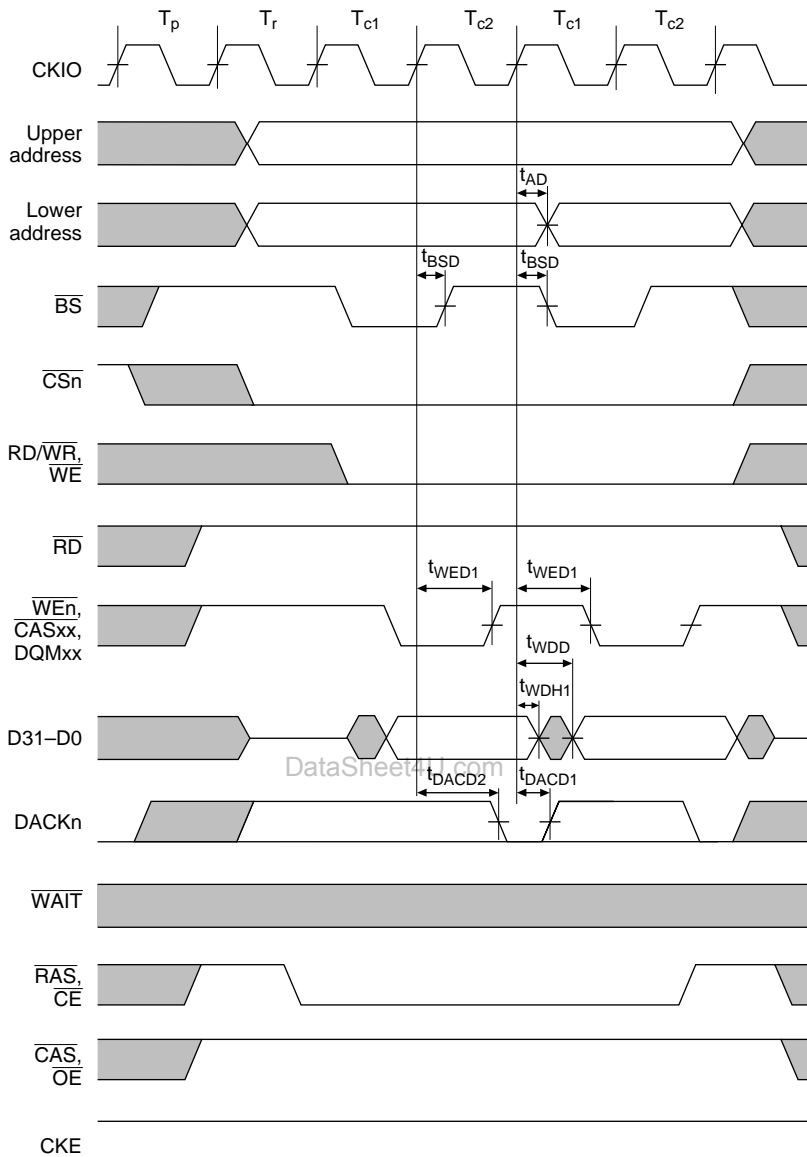 Tp Tr Tc1 Tc2 Tc1 Tc2
CKIO
Upper
address
tAD
Lower
address
tBSD tBSD
BS
CSn
RD/WR,
WE
RD
tWED1 tWED1
WEn,
CASxx,
DQMxx
tWDD
tWDH1
D31–D0
DataSheet4U.com
tDACD2 tDACD1
DACKn
WAIT
RAS,
CE
CAS,
OE
CKE